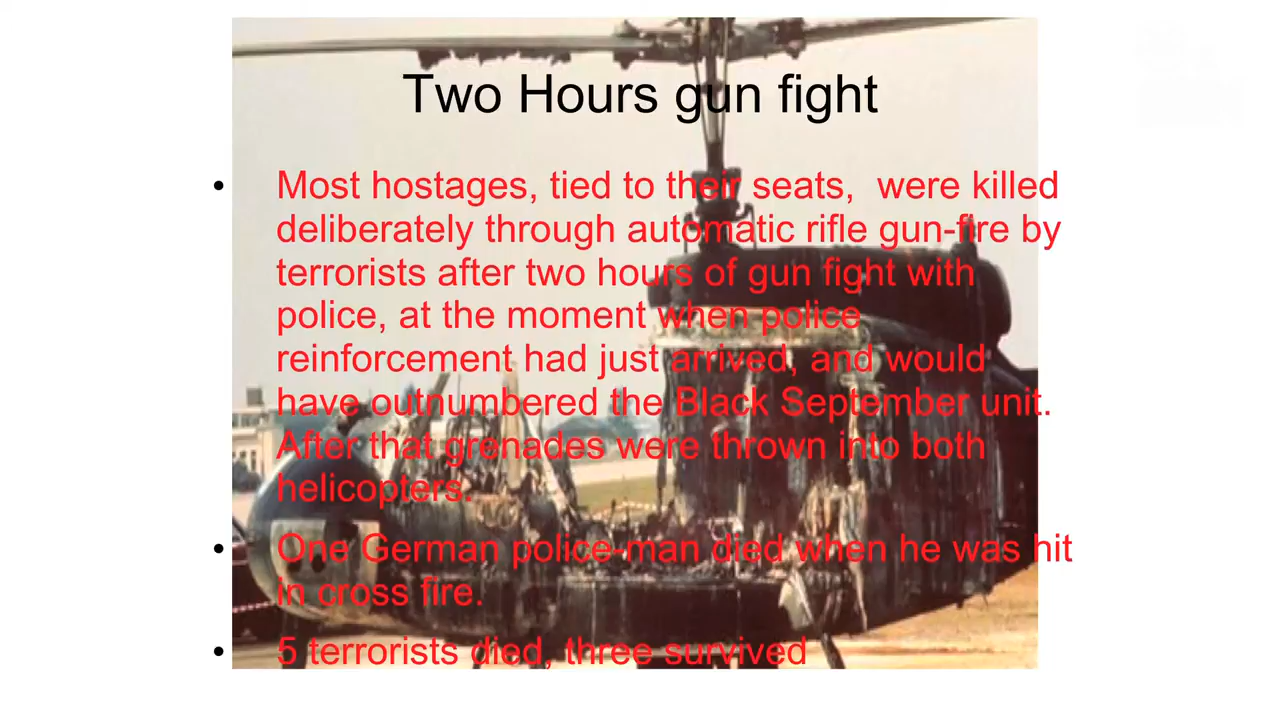 Two Hours gun fight
• Most hostages, tied to their seats,  were killed
deliberately through automatic rifle gun-fire by
terrorists after two hours of gun fight with
police, at the moment when police
reinforcement had just arrived, and would
have outnumbered the Black September unit.
After that grenades were thrown into both
helicopters.
• One German police-man died when he was hit
in cross fire.
• 5 terrorists died, three survived